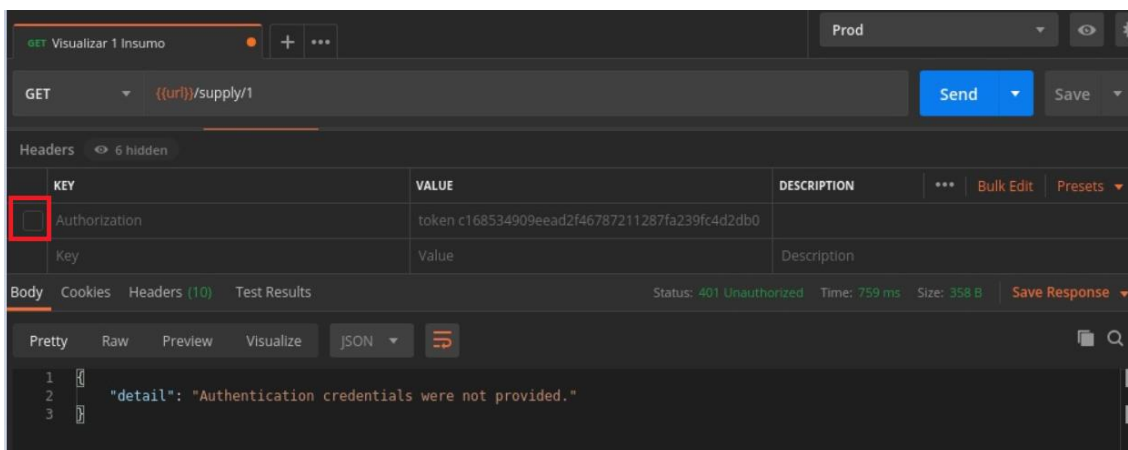 GET Visualizar 1 Insumo
Prod
GET {{url}}/supply/1 Send Save
Headers 6 hidden
KEY VALUE DESCRIPTION Bulk Edit Presets
Authorization token c168534909eead2f46787211287fa239fc4d2db0
Key Value Description
Body Cookies Headers (10) Test Results Status: 401 Unauthorized Time: 759 ms Size: 358 B Save Response
Pretty Raw Preview Visualize JSON
1 {
2 "detail": "Authentication credentials were not provided."
3 }